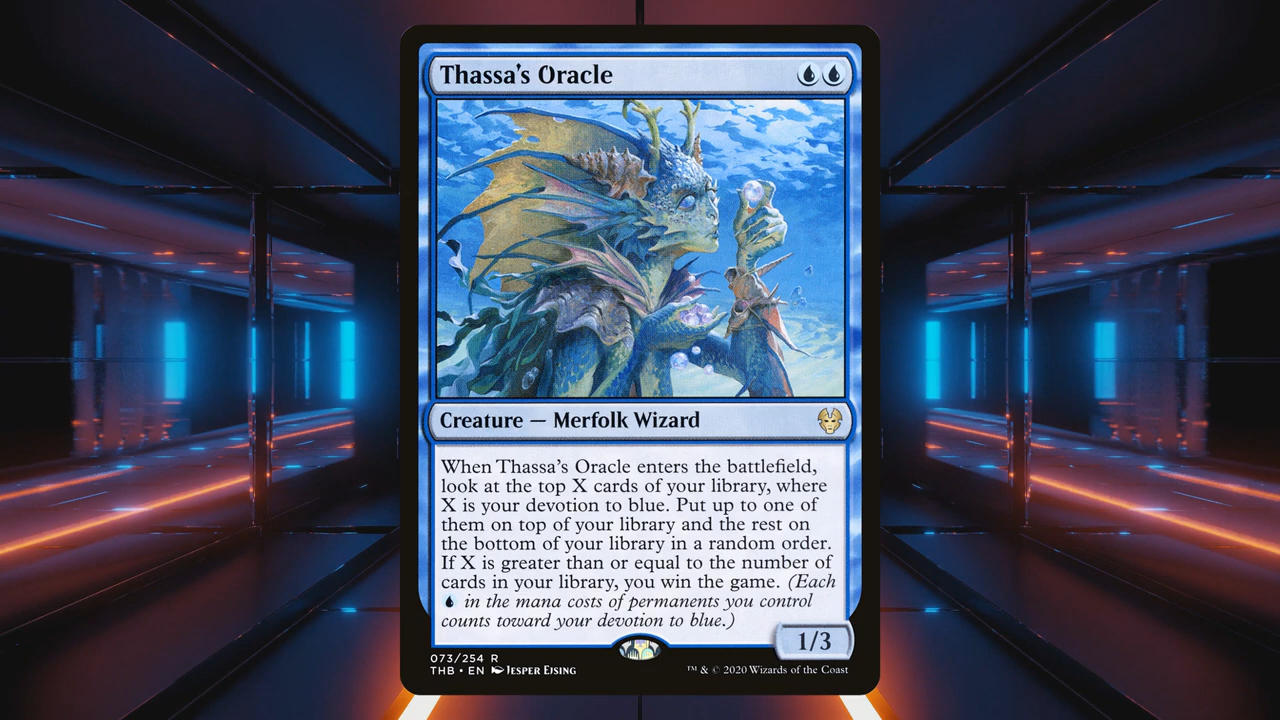 Thassa's Oracle
Creature — Merfolk Wizard
When Thassa's Oracle enters the battlefield,
look at the top X cards of your library, where
X is your devotion to blue. Put up to one of
them on top of your library and the rest on
the bottom of your library in a random order.
If X is greater than or equal to the number of
cards in your library, you win the game. (Each
in the mana costs of permanents you control
counts toward your devotion to blue.)
1/3
073/254 R
THB • EN Jesper Ejsing
™ & © 2020 Wizards of the Coast